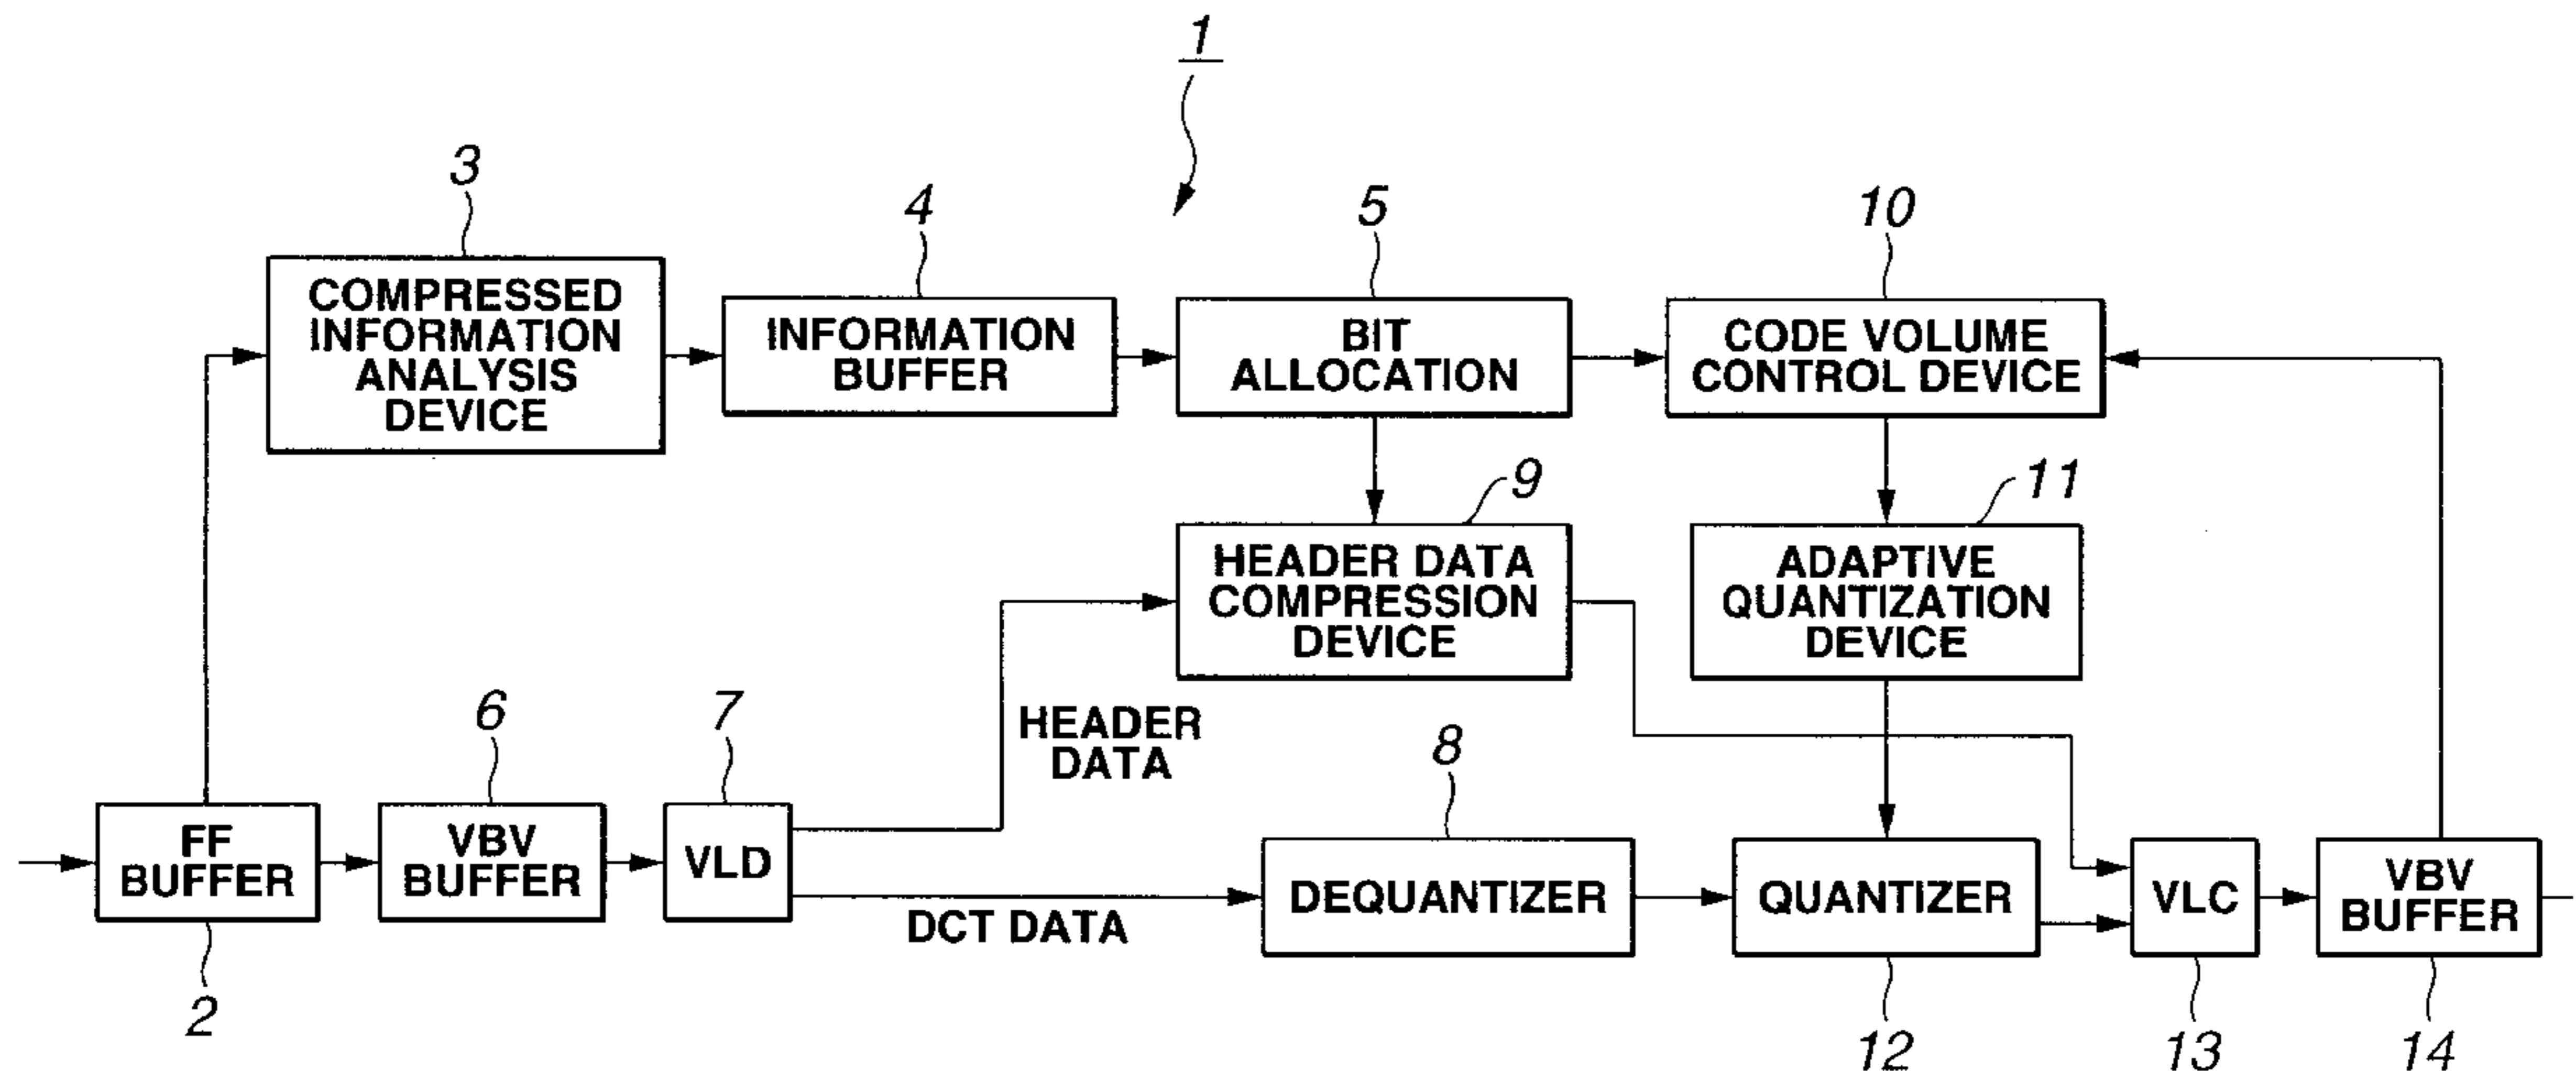 1
3
COMPRESSED
INFORMATION
ANALYSIS
DEVICE
4
INFORMATION
BUFFER
5
BIT
ALLOCATION
10
CODE VOLUME
CONTROL DEVICE
9
HEADER DATA
COMPRESSION
DEVICE
11
ADAPTIVE
QUANTIZATION
DEVICE
HEADER
DATA
FF
BUFFER
2
6
VBV
BUFFER
7
VLD
DCT DATA
8
DEQUANTIZER
QUANTIZER
12
VLC
13
VBV
BUFFER
14